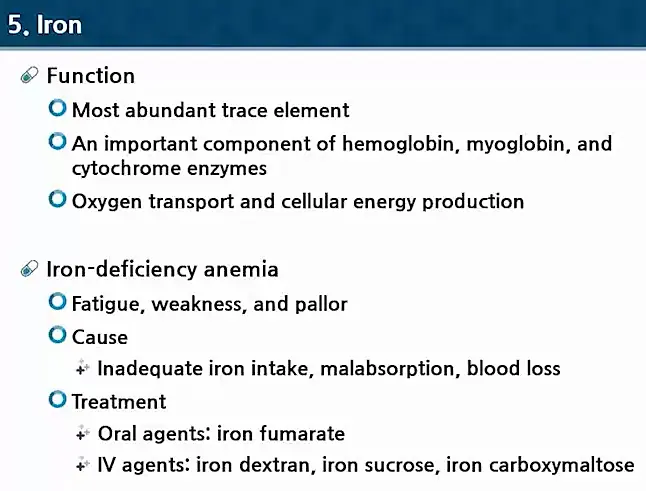 5. Iron
Function
Most abundant trace element
An important component of hemoglobin, myoglobin, and
cytochrome enzymes
Oxygen transport and cellular energy production
Iron-deficiency anemia
Fatigue, weakness, and pallor
Cause
Inadequate iron intake, malabsorption, blood loss
Treatment
Oral agents: iron fumarate
IV agents: iron dextran, iron sucrose, iron carboxymaltose